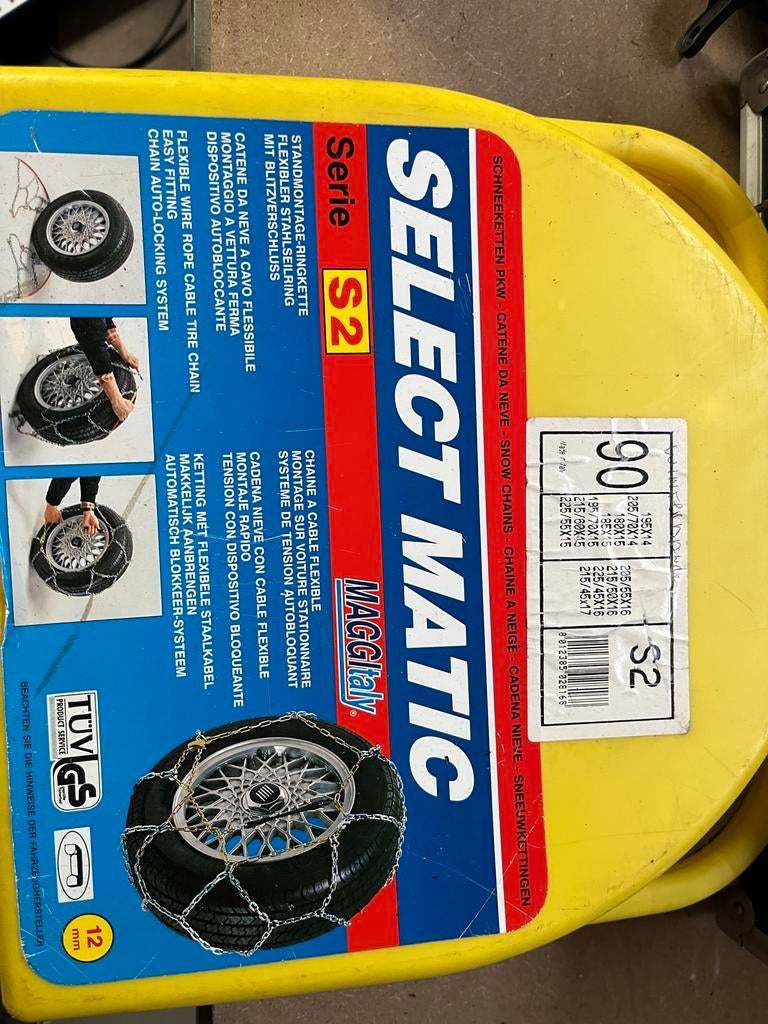 90
Made in Italy
195X14
205/70X14
180X15
185X15
195/70X15
215/60X15
225/55X15
205/55X16
215/50X16
225/45X16
215/45x17
S2
8 012385 028168
SCHNEEKETTEN PKW - CATENE DA NEVE - SNOW CHAINS - CHAINE A NEIGE - CADENA NIEVE - SNEEUWKETTINGEN
SELECT MATIC
Serie S2 MAGGItaly®
STANDMONTAGE-RINGKETTE
FLEXIBLER STAHLSEILRING
MIT BLITZVERSCHLUSS
CATENE DA NEVE A CAVO FLESSIBILE
MONTAGGIO A VETTURA FERMA
DISPOSITIVO AUTOBLOCCANTE
FLEXIBLE WIRE ROPE CABLE TIRE CHAIN
EASY FITTING
CHAIN AUTO-LOCKING SYSTEM
CHAINE A CABLE FLEXIBLE
MONTAGE SUR VOITURE STATIONNAIRE
SYSTEME DE TENSION AUTOBLOQUANT
CADENA NIEVE CON CABLE FLEXIBLE
MONTAJE RAPIDO
TENSION CON DISPOSITIVO BLOQUEANTE
KETTING MET FLEXIBELE STAALKABEL
MAKKELIJK AANBRENGEN
AUTOMATISCH BLOKKEER-SYSTEEM
TÜV
PRODUCT SERVICE
GS
12
mm
BEACHTEN SIE DIE HINWEISE DER FAHRZEUGHERSTELLER